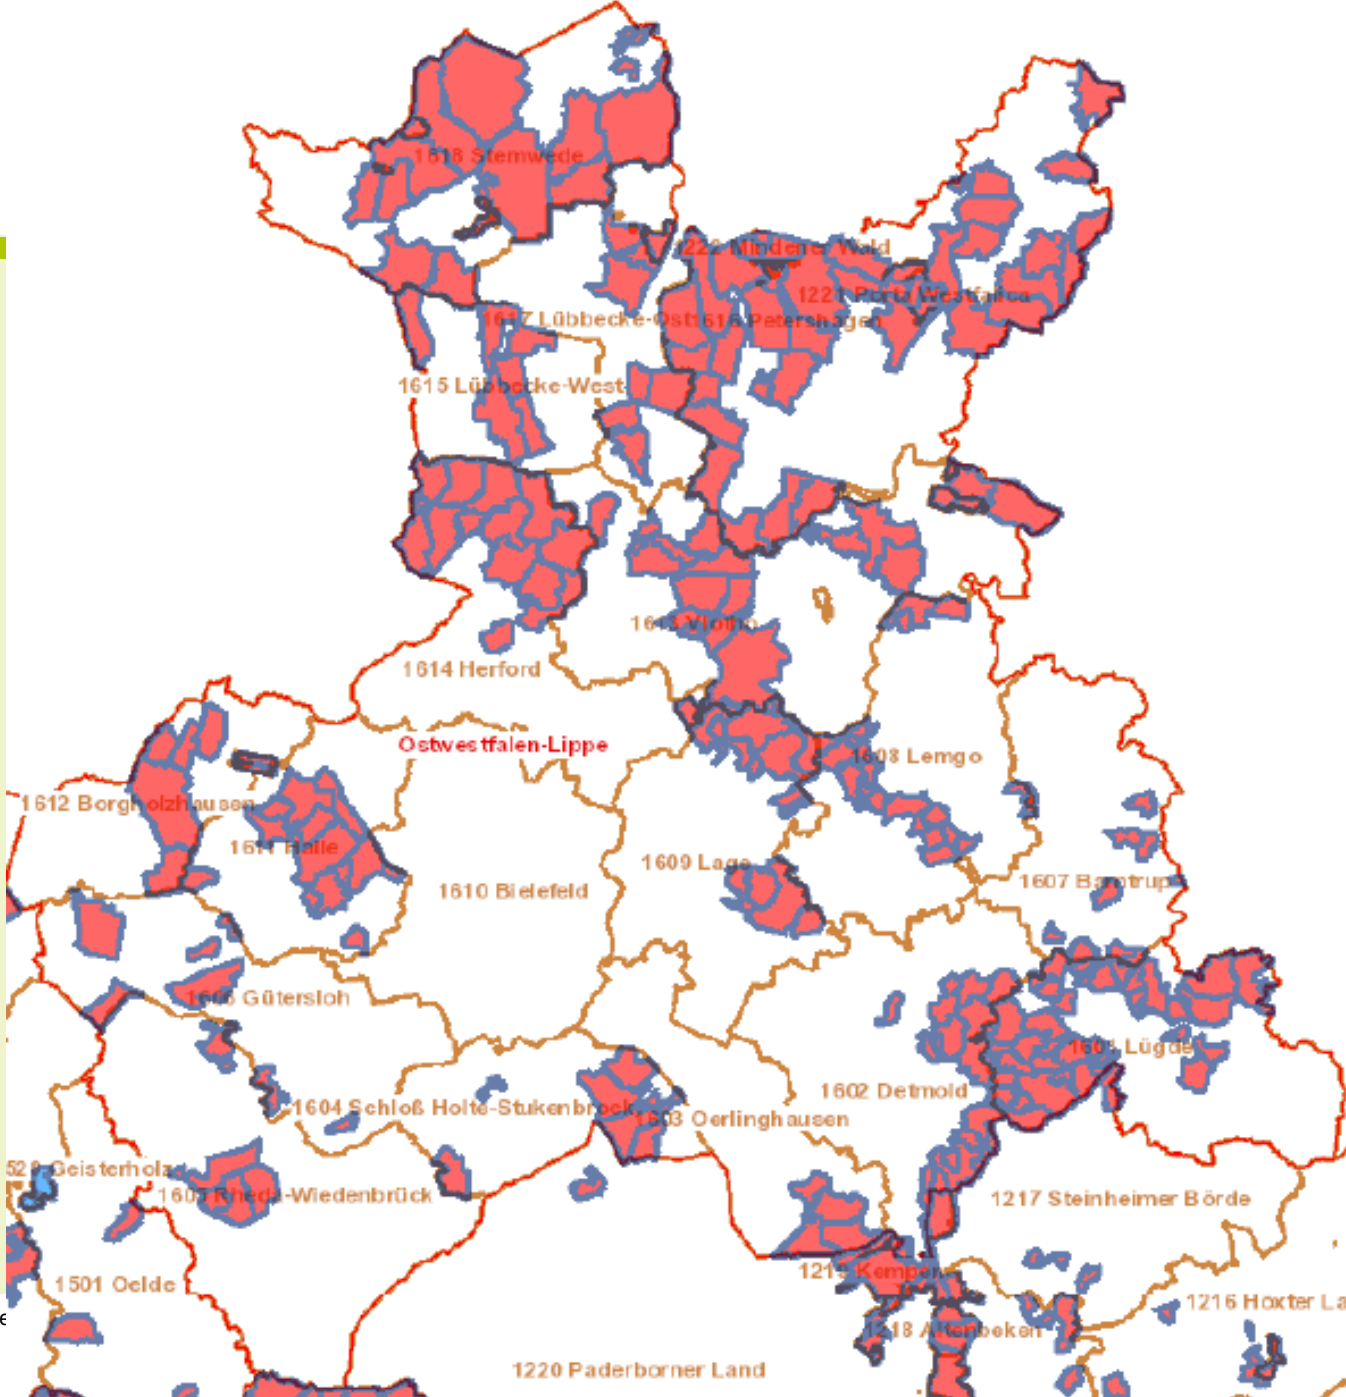 1618 Stemwede
1222 Mindener Wald
1221 Porta Westfalica
1617 Lübbecke-Ost
1616 Petershagen
1615 Lübbecke-West
1613 Vlotho
1614 Herford
Ostwestfalen-Lippe
1608 Lemgo
1612 Borgholzhausen
1611 Halle
1609 Lage
1607 Barntrup
1610 Bielefeld
1606 Gütersloh
1601 Lügde
1602 Detmold
1604 Schloß Holte-Stukenbrock
1603 Oerlinghausen
Geisterholz
1605 Rheda-Wiedenbrück
1217 Steinheimer Börde
1219 Kempen
1501 Oelde
1216 Höxter La
1218 Altenbeken
1220 Paderborner Land